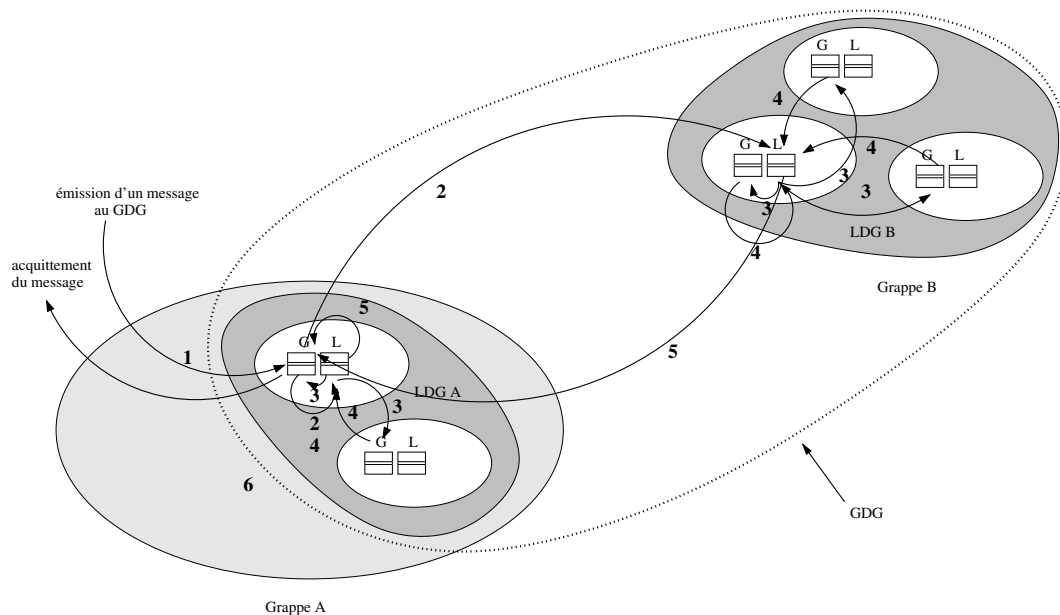 G L
4
G L
4
G L
2
3
3
3
émission d'un message
au GDG
LDG B
4
acquittement
du message
Grappe B
5
G L
1
5
LDG A
3
4
3
2
4
G L
6
GDG
Grappe A